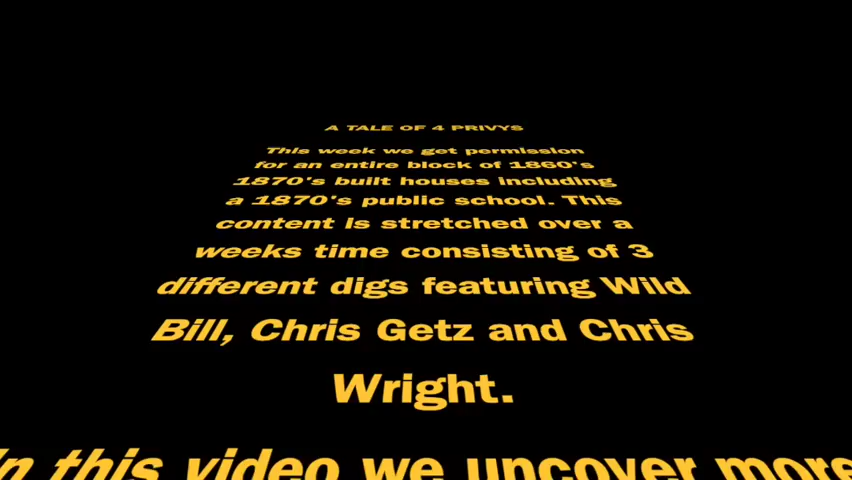 A TALE OF 4 PRIVYS
This week we get permission
for an entire block of 1860's
1870's built houses including
a 1870's public school. This
content is stretched over a
weeks time consisting of 3
different digs featuring Wild
Bill, Chris Getz and Chris
Wright.
In this video we uncover more